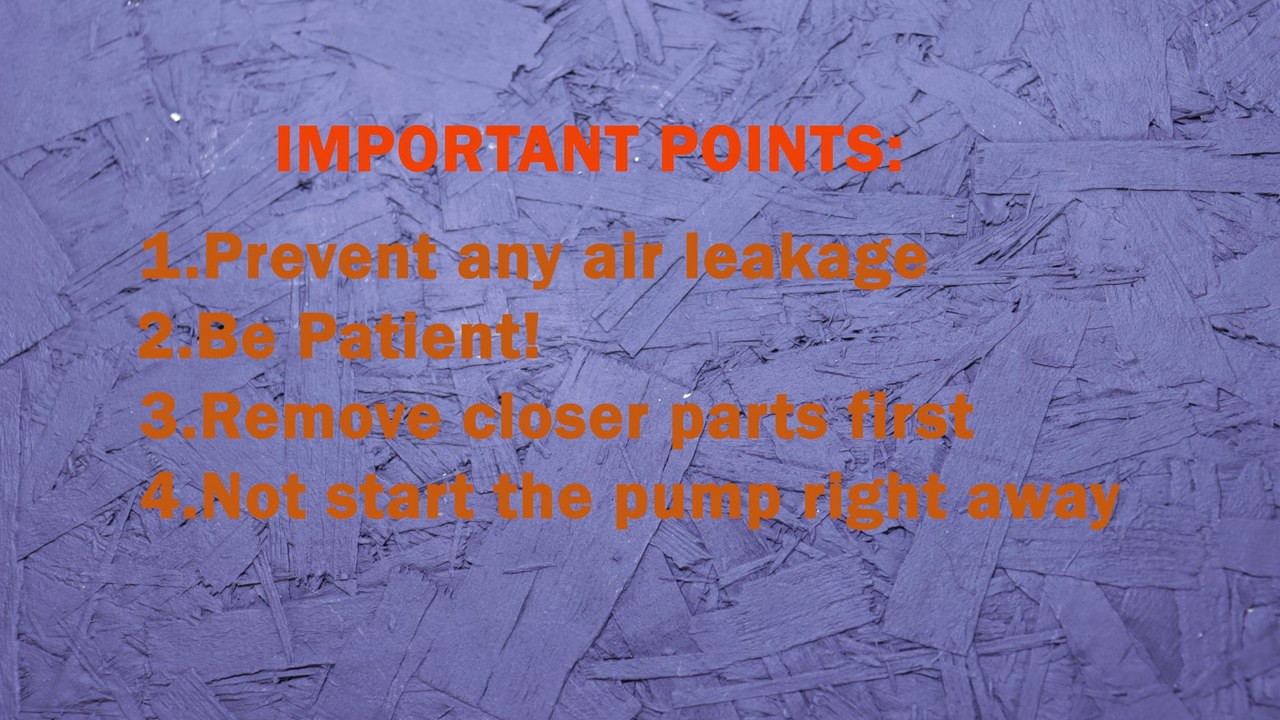 IMPORTANT POINTS:
1.Prevent any air leakage
2.Be Patient!
3.Remove closer parts first
4.Not start the pump right away